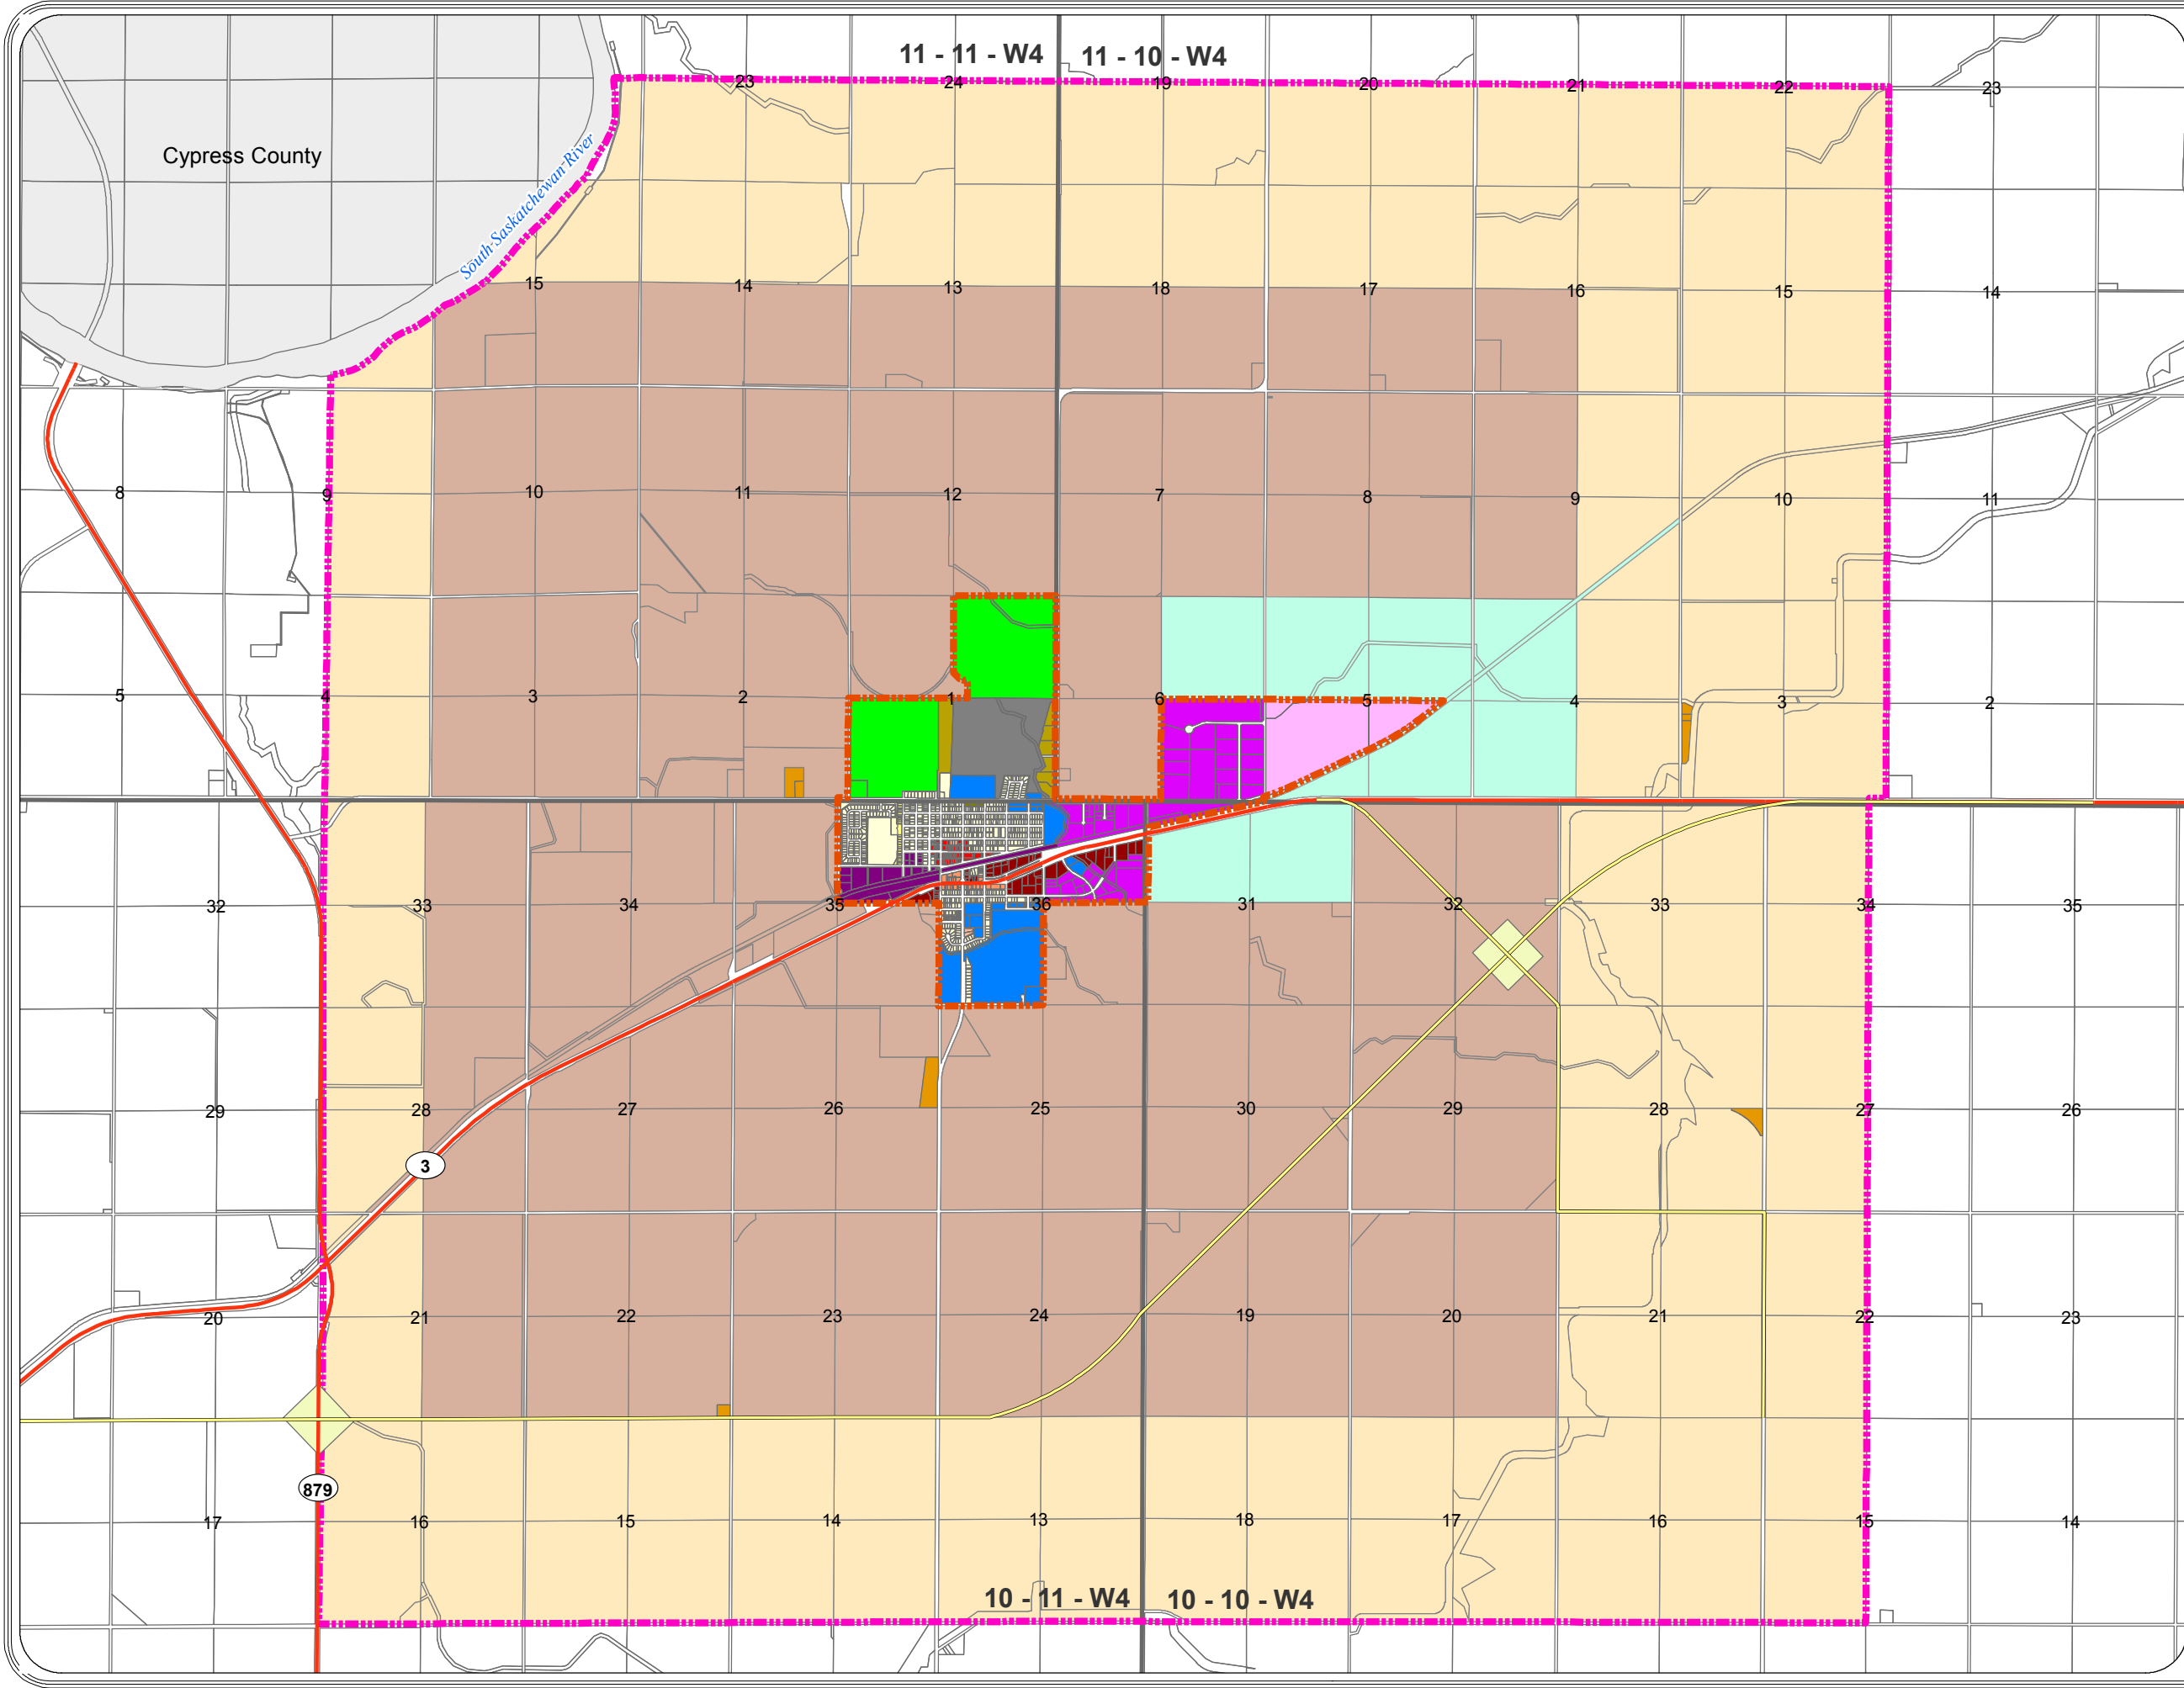 11 - 11 - W4 11 - 10 - W4
23 24 19 20 21 22 23
Cypress County
South Saskatchewan River
15 14 13 18 17 16 15 14
8 9 10 11 12 7 8 9 10 11
5 4 3 2 1 6 5 4 3 2
32 33 34 35 36 31 32 33 34 35
29 28 27 26 25 30 29 28 27 26
3
20 21 22 23 24 19 20 21 22 23
879
17 16 15 14 13 18 17 16 15 14
10 - 11 - W4 10 - 10 - W4